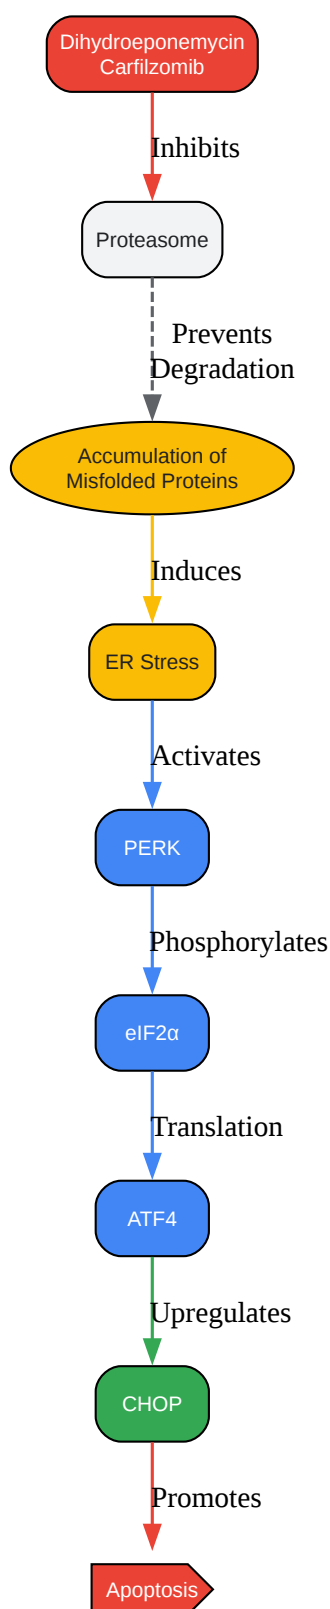 Dihydroeponemycin
Carfilzomib
Inhibits
Proteasome
Prevents
Degradation
Accumulation of
Misfolded Proteins
Induces
ER Stress
Activates
PERK
Phosphorylates
eIF2α
Translation
ATF4
Upregulates
CHOP
Promotes
Apoptosis